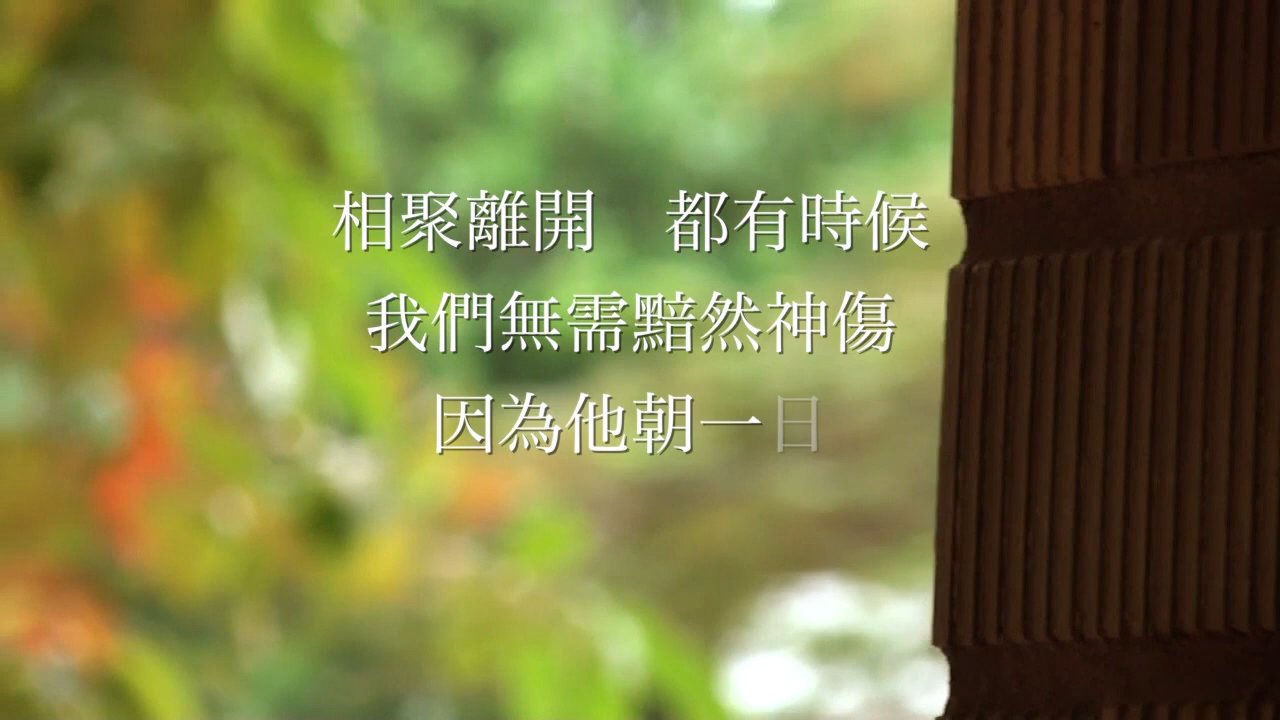 相聚離開　都有時候
我們無需黯然神傷
因為他朝一日